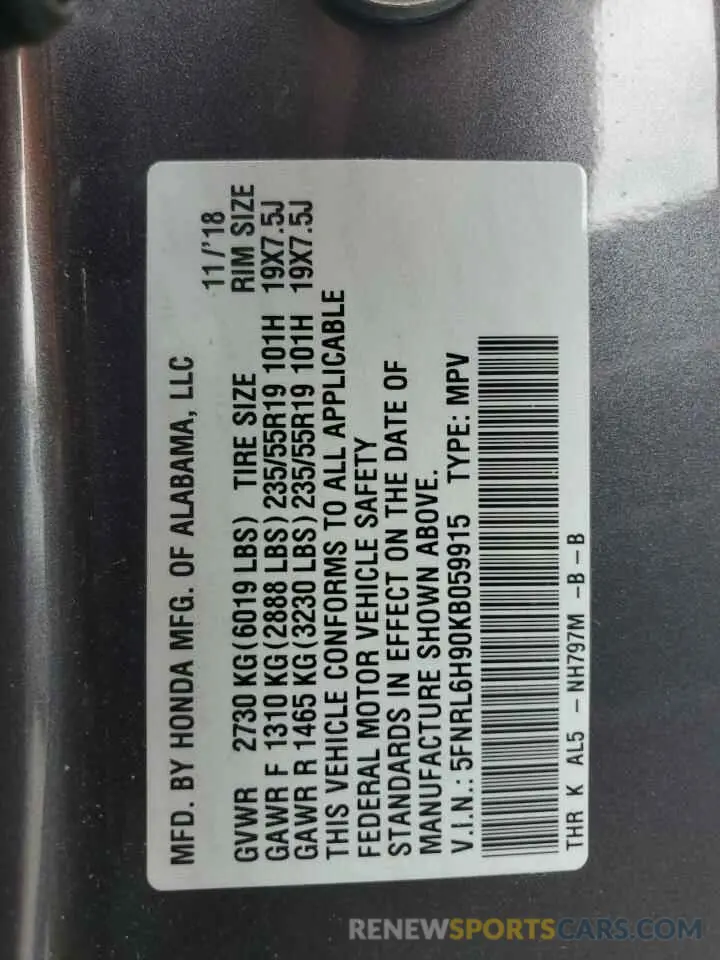 MFD. BY HONDA MFG. OF ALABAMA, LLC 11/'18
GVWR 2730 KG(6019 LBS) TIRE SIZE RIM SIZE
GAWR F 1310 KG(2888 LBS)235/55R19 101H 19X7.5J
GAWR R 1465 KG(3230 LBS)235/55R19 101H 19X7.5J
THIS VEHICLE CONFORMS TO ALL APPLICABLE
FEDERAL MOTOR VEHICLE SAFETY
STANDARDS IN EFFECT ON THE DATE OF
MANUFACTURE SHOWN ABOVE.
V.I.N.: 5FNRL6H90KB059915 TYPE: MPV
THR K AL5 -NH797M -B-B
RENEWSPORTSCARS.COM